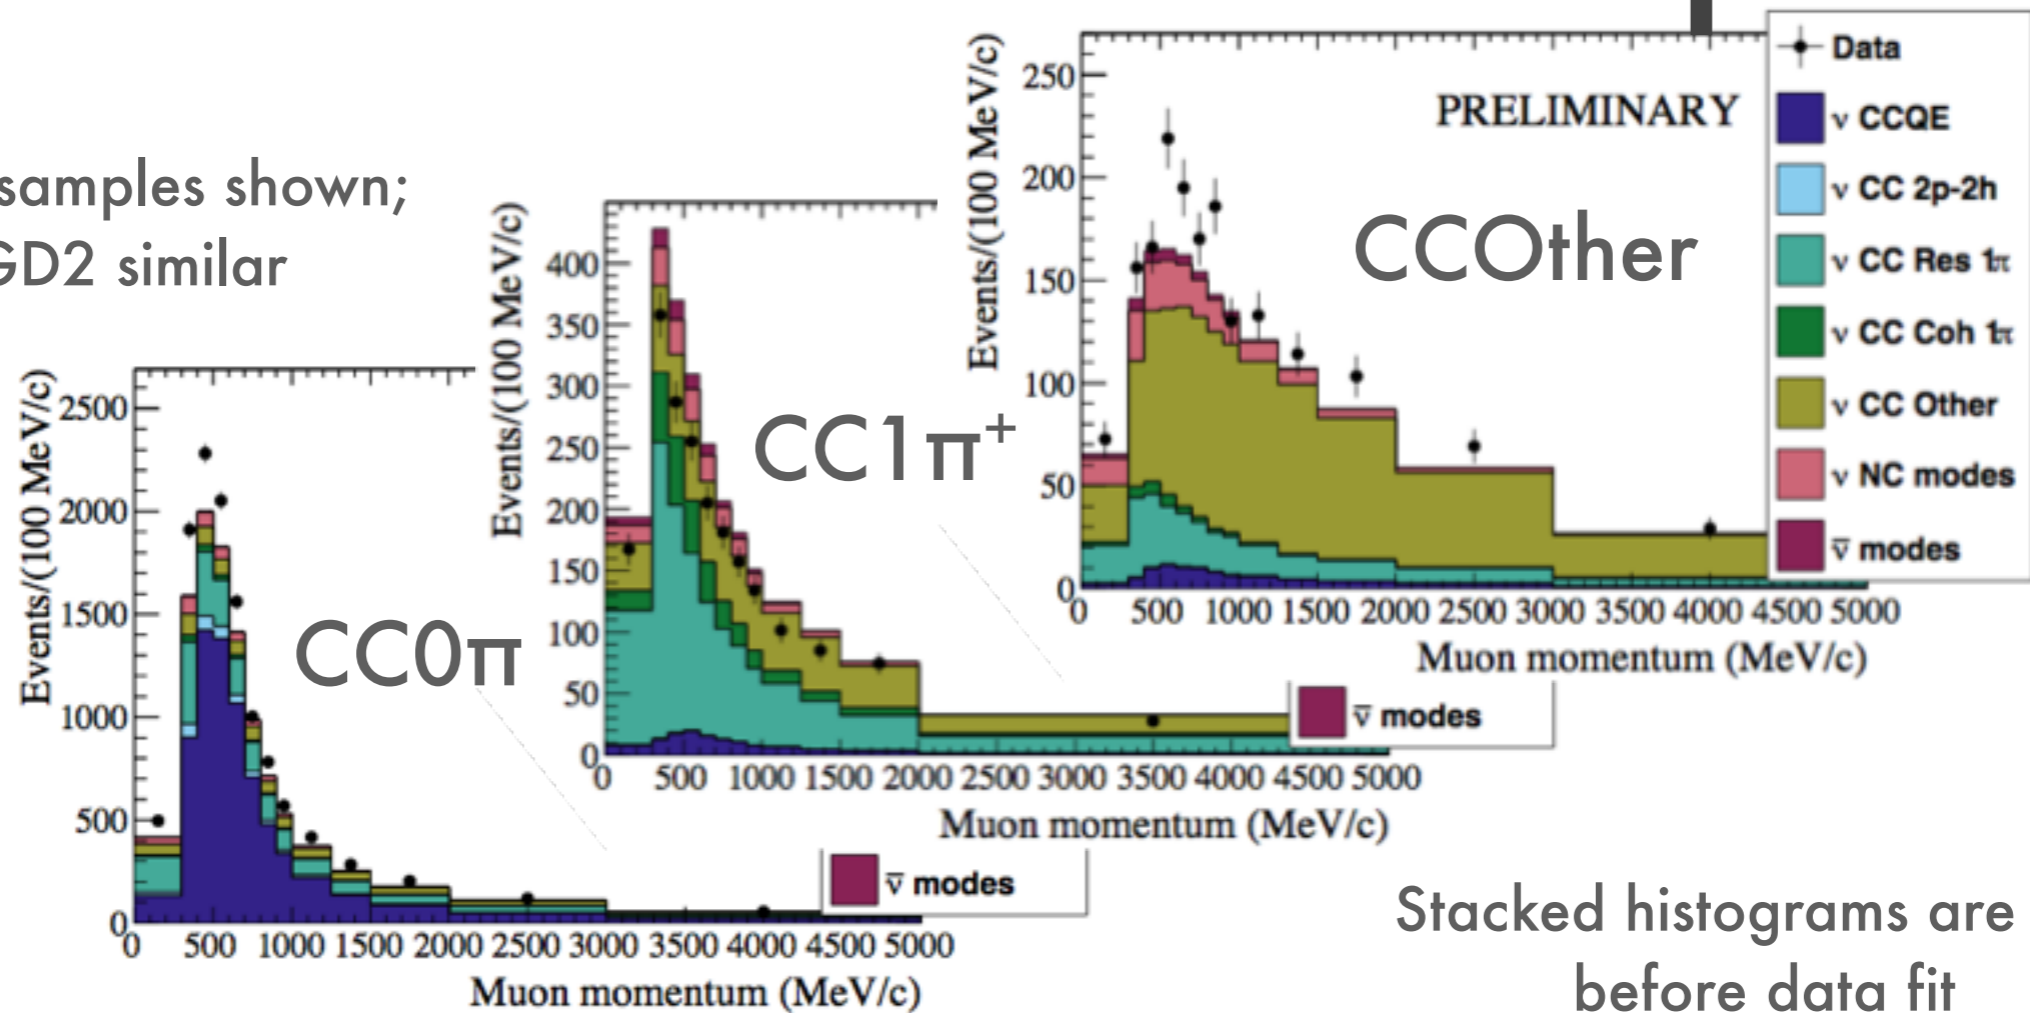 samples shown;
GD2 similar
Events/(100 MeV/c)
2500
2000
1500
1000
500
0
CC0π
0 500 1000 1500 2000 2500 3000 3500 4000 4500 5000
Muon momentum (MeV/c)
ν̅ modes
Events/(100 MeV/c)
400
350
300
250
200
150
100
50
0
CC1π⁺
0 500 1000 1500 2000 2500 3000 3500 4000 4500 5000
Muon momentum (MeV/c)
ν̅ modes
Events/(100 MeV/c)
250
200
150
100
50
0
PRELIMINARY
CCOther
0 500 1000 1500 2000 2500 3000 3500 4000 4500 5000
Muon momentum (MeV/c)
Data
ν CCQE
ν CC 2p-2h
ν CC Res 1π
ν CC Coh 1π
ν CC Other
ν NC modes
ν̅ modes
Stacked histograms are
before data fit